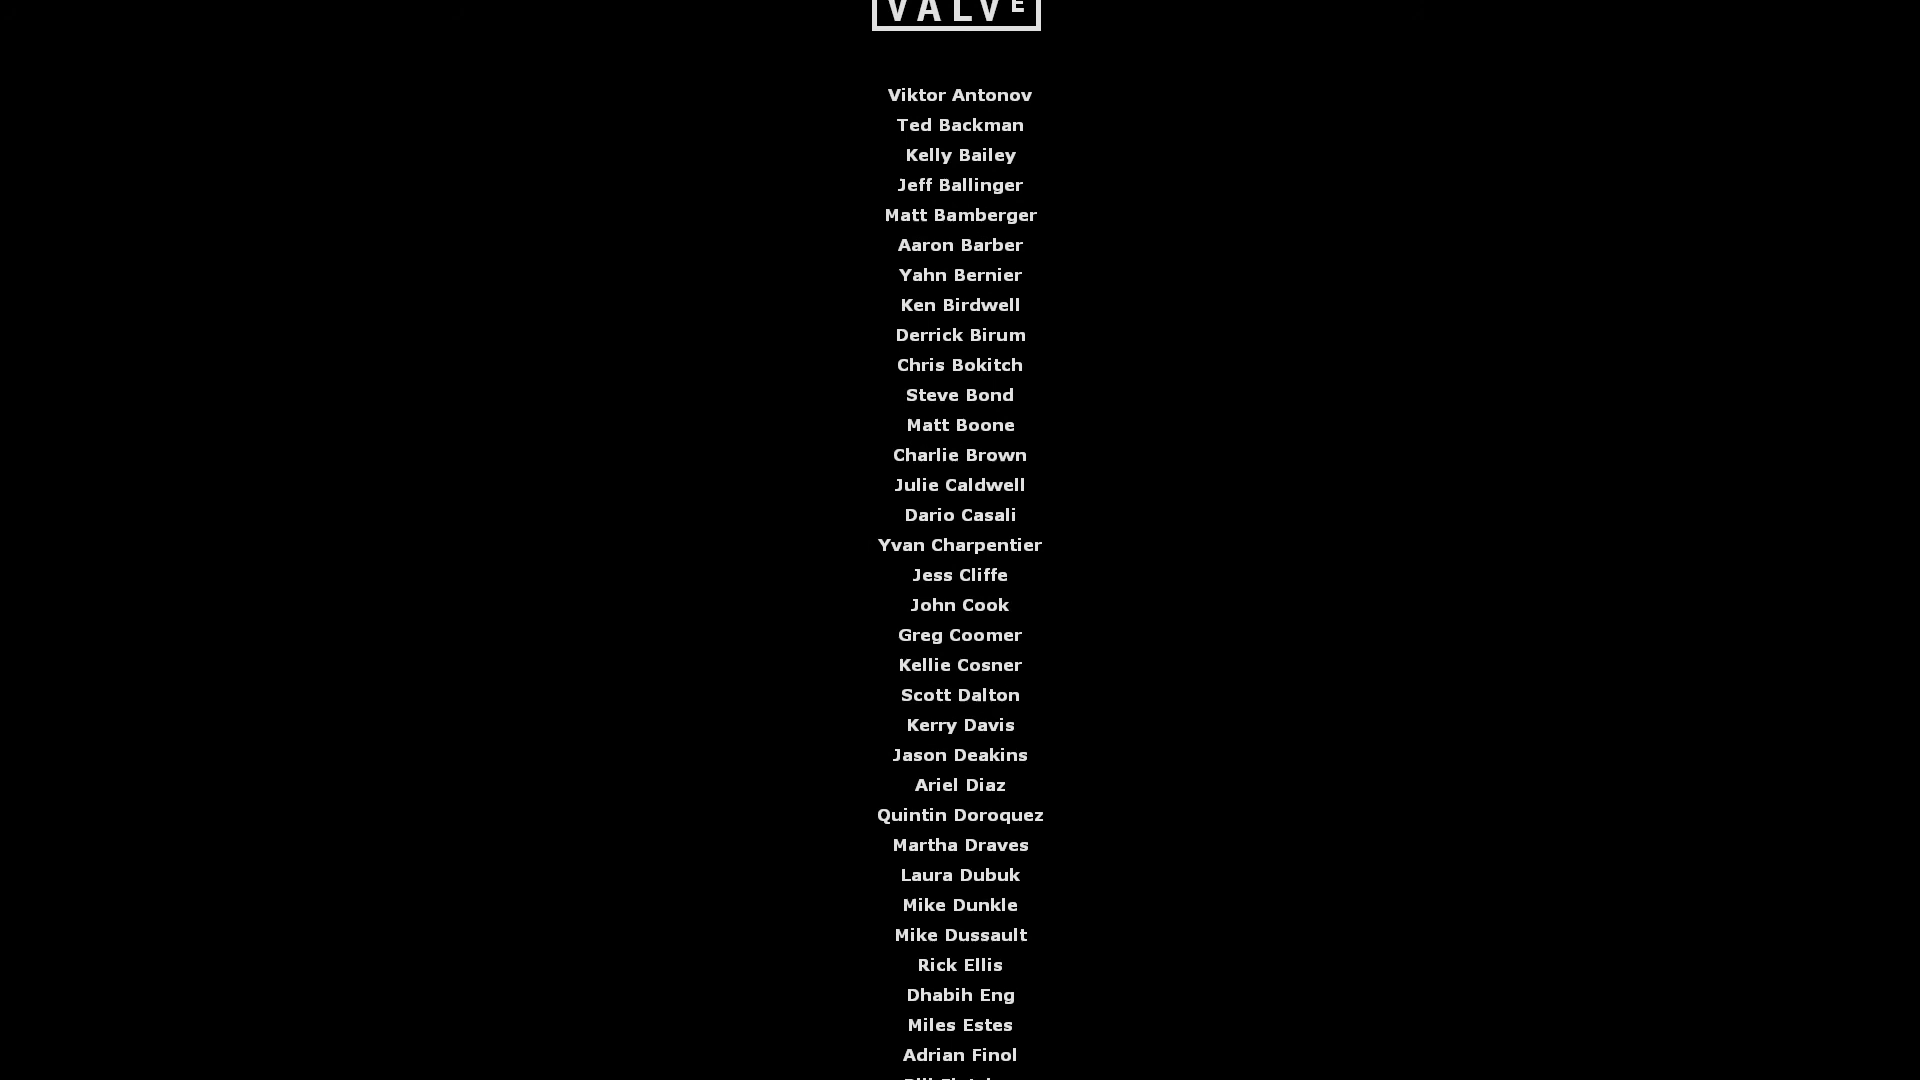 VALVE
Viktor Antonov
Ted Backman
Kelly Bailey
Jeff Ballinger
Matt Bamberger
Aaron Barber
Yahn Bernier
Ken Birdwell
Derrick Birum
Chris Bokitch
Steve Bond
Matt Boone
Charlie Brown
Julie Caldwell
Dario Casali
Yvan Charpentier
Jess Cliffe
John Cook
Greg Coomer
Kellie Cosner
Scott Dalton
Kerry Davis
Jason Deakins
Ariel Diaz
Quintin Doroquez
Martha Draves
Laura Dubuk
Mike Dunkle
Mike Dussault
Rick Ellis
Dhabih Eng
Miles Estes
Adrian Finol